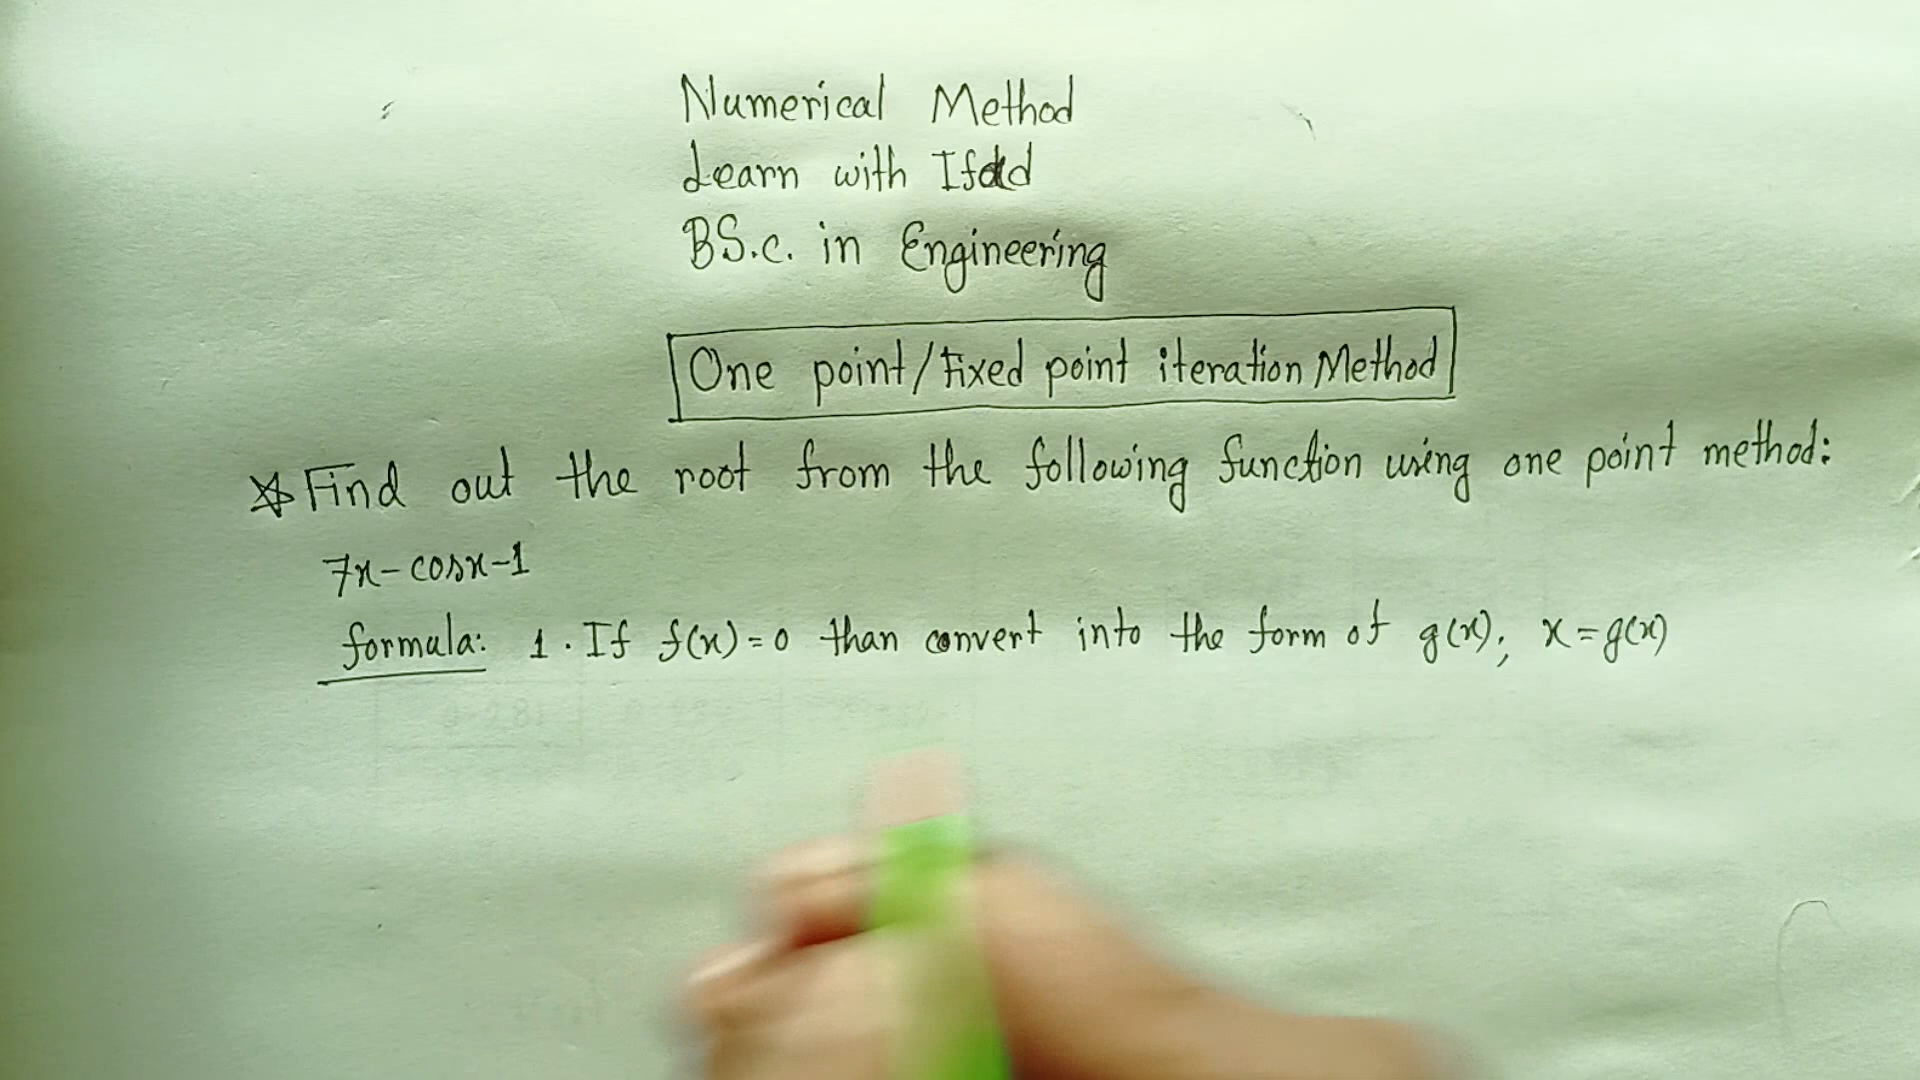 Numerical Method
Learn with Ifad
BS.c. in Engineering
One point/Fixed point iteration Method
☆ Find out the root from the following function using one point method:
7x-cosx-1
formula: 1. If f(x)=0 than convert into the form of g(x); x=g(x)